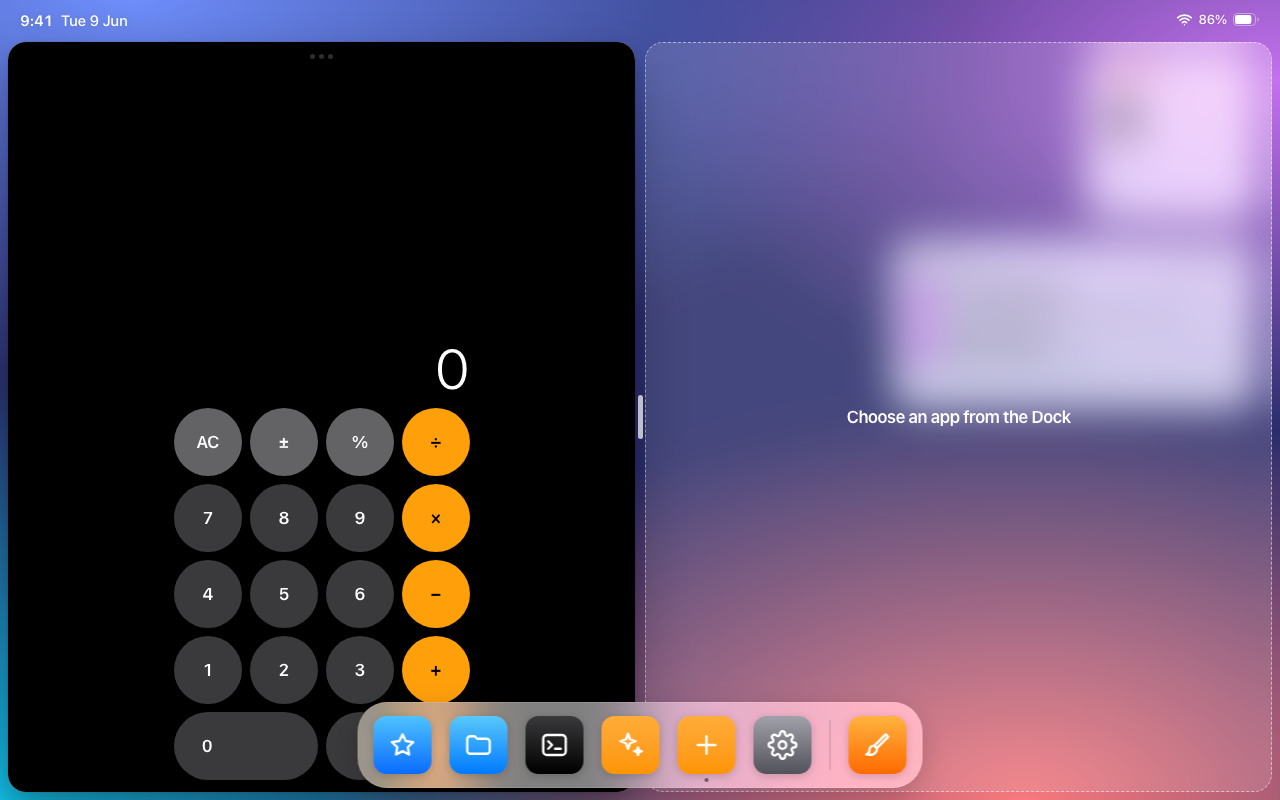 9:41 Tue 9 Jun
86%
0
AC ± % ÷
7 8 9 ×
4 5 6 −
1 2 3 +
0
Choose an app from the Dock